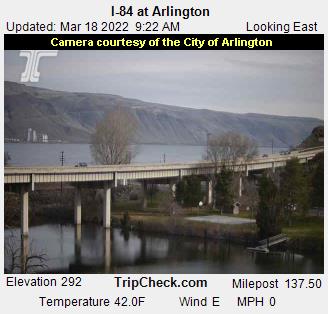 I-84 at Arlington
Updated: Mar 18 2022 9:22 AM Looking East
Camera courtesy of the City of Arlington
Elevation 292 TripCheck.com Milepost 137.50
Temperature 42.0F Wind E MPH 0